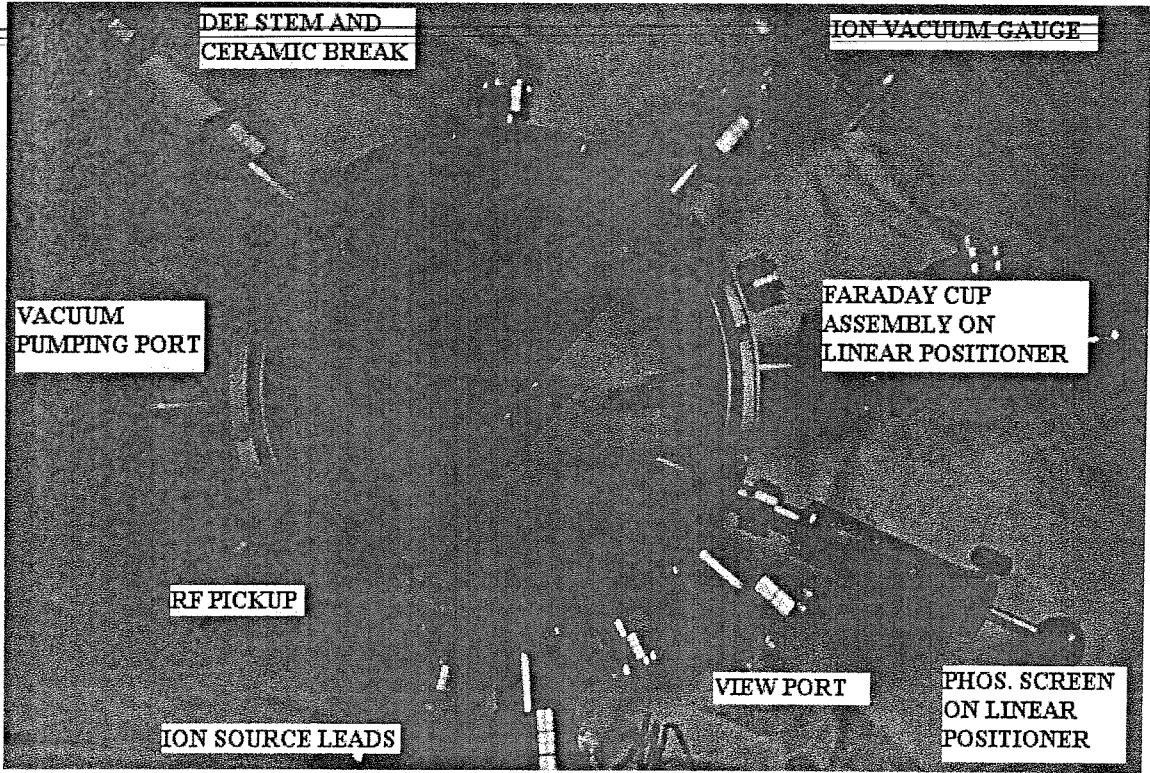 DEE STEM AND
CERAMIC BREAK
ION VACUUM GAUGE
VACUUM
PUMPING PORT
FARADAY CUP
ASSEMBLY ON
LINEAR POSITIONER
RF PICKUP
VIEW PORT
PHOS. SCREEN
ON LINEAR
POSITIONER
ION SOURCE LEADS